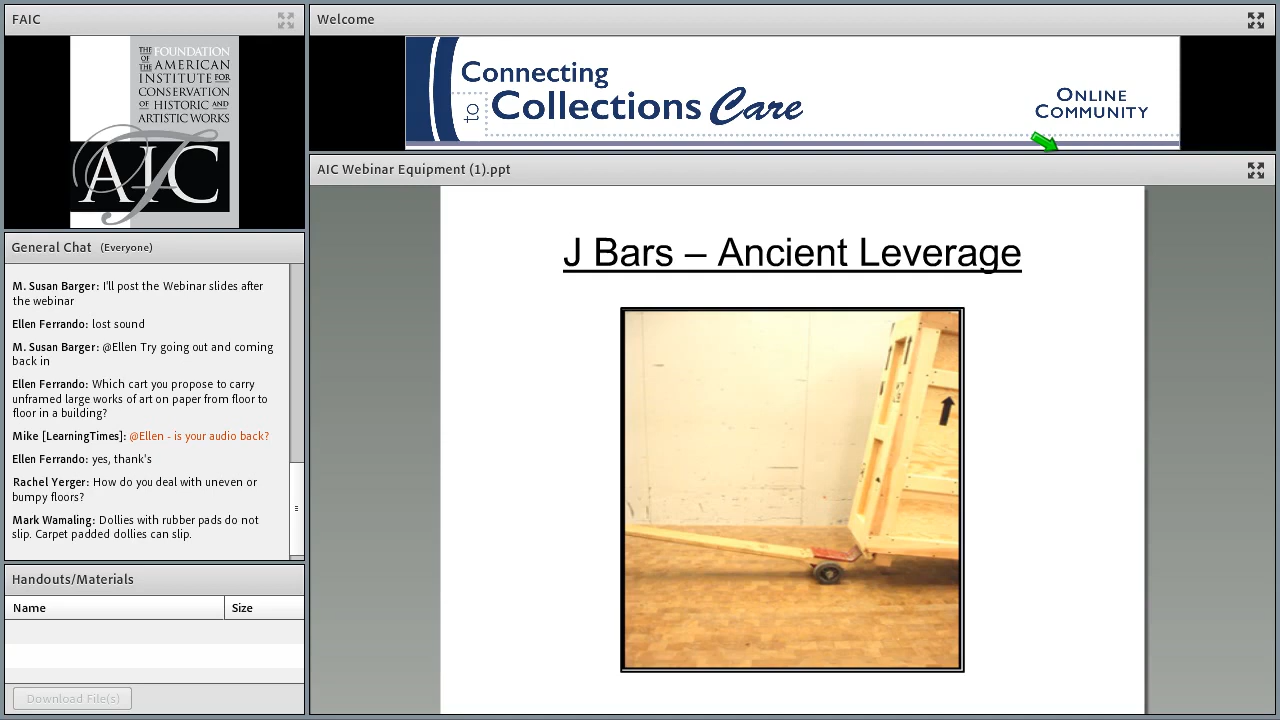 FAIC
THE FOUNDATION
OF THE AMERICAN
INSTITUTE FOR
CONSERVATION
OF HISTORIC AND
ARTISTIC WORKS
AIC
Welcome
Connecting
to Collections Care
ONLINE
COMMUNITY
General Chat (Everyone)
M. Susan Barger: I'll post the Webinar slides after
the webinar
Ellen Ferrando: lost sound
M. Susan Barger: @Ellen Try going out and coming
back in
Ellen Ferrando: Which cart you propose to carry
unframed large works of art on paper from floor to
floor in a building?
Mike [LearningTimes]: @Ellen - is your audio back?
Ellen Ferrando: yes, thank's
Rachel Yerger: How do you deal with uneven or
bumpy floors?
Mark Wamaling: Dollies with rubber pads do not
slip. Carpet padded dollies can slip.
Handouts/Materials
Name Size
Download File(s)
AIC Webinar Equipment (1).ppt
J Bars – Ancient Leverage